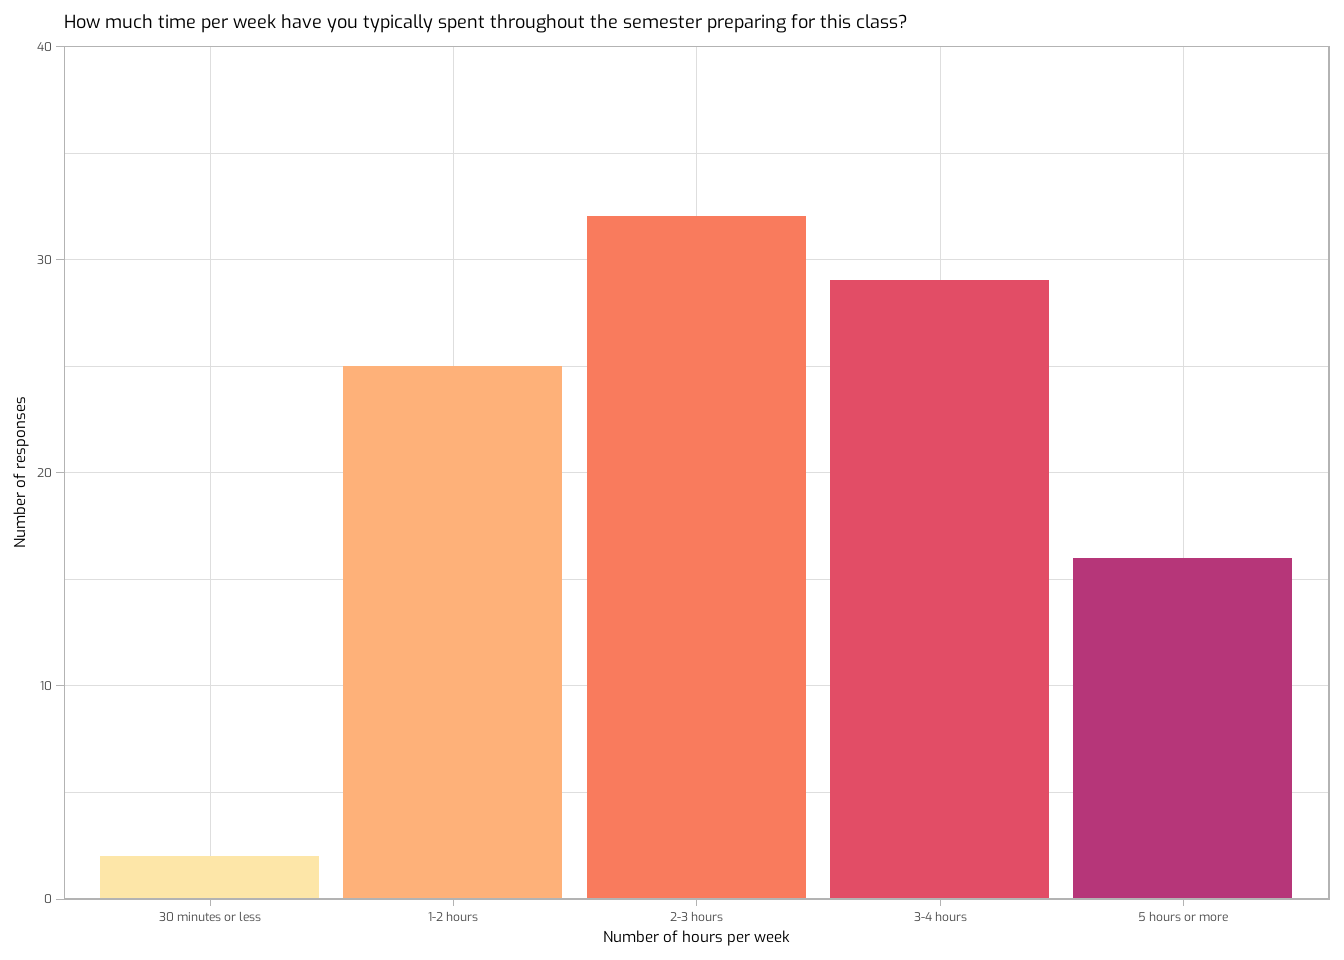 How much time per week have you typically spent throughout the semester preparing for this class?
40
30
20
10
0
Number of responses
30 minutes or less
1-2 hours
2-3 hours
3-4 hours
5 hours or more
Number of hours per week